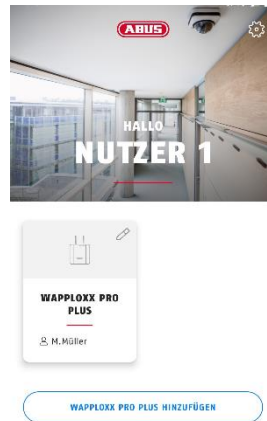 ABUS
HALLO
NUTZER 1
WAPPLOXX PRO
PLUS
M.Müller
WAPPLOXX PRO PLUS HINZUFÜGEN